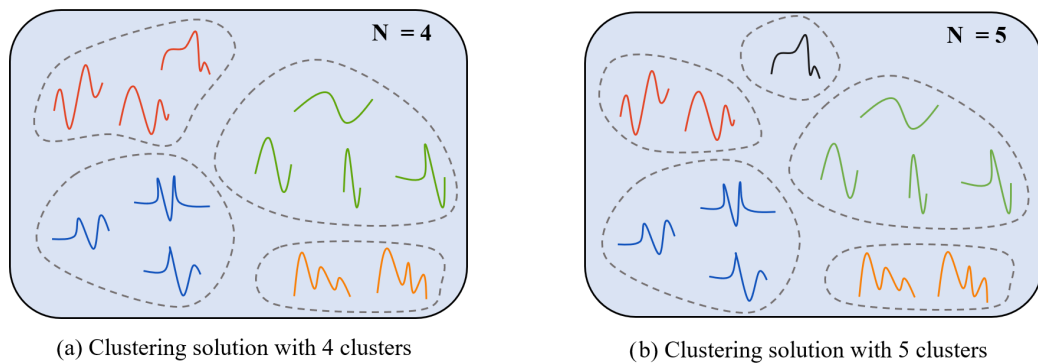 N = 4
N = 5
(a) Clustering solution with 4 clusters
(b) Clustering solution with 5 clusters